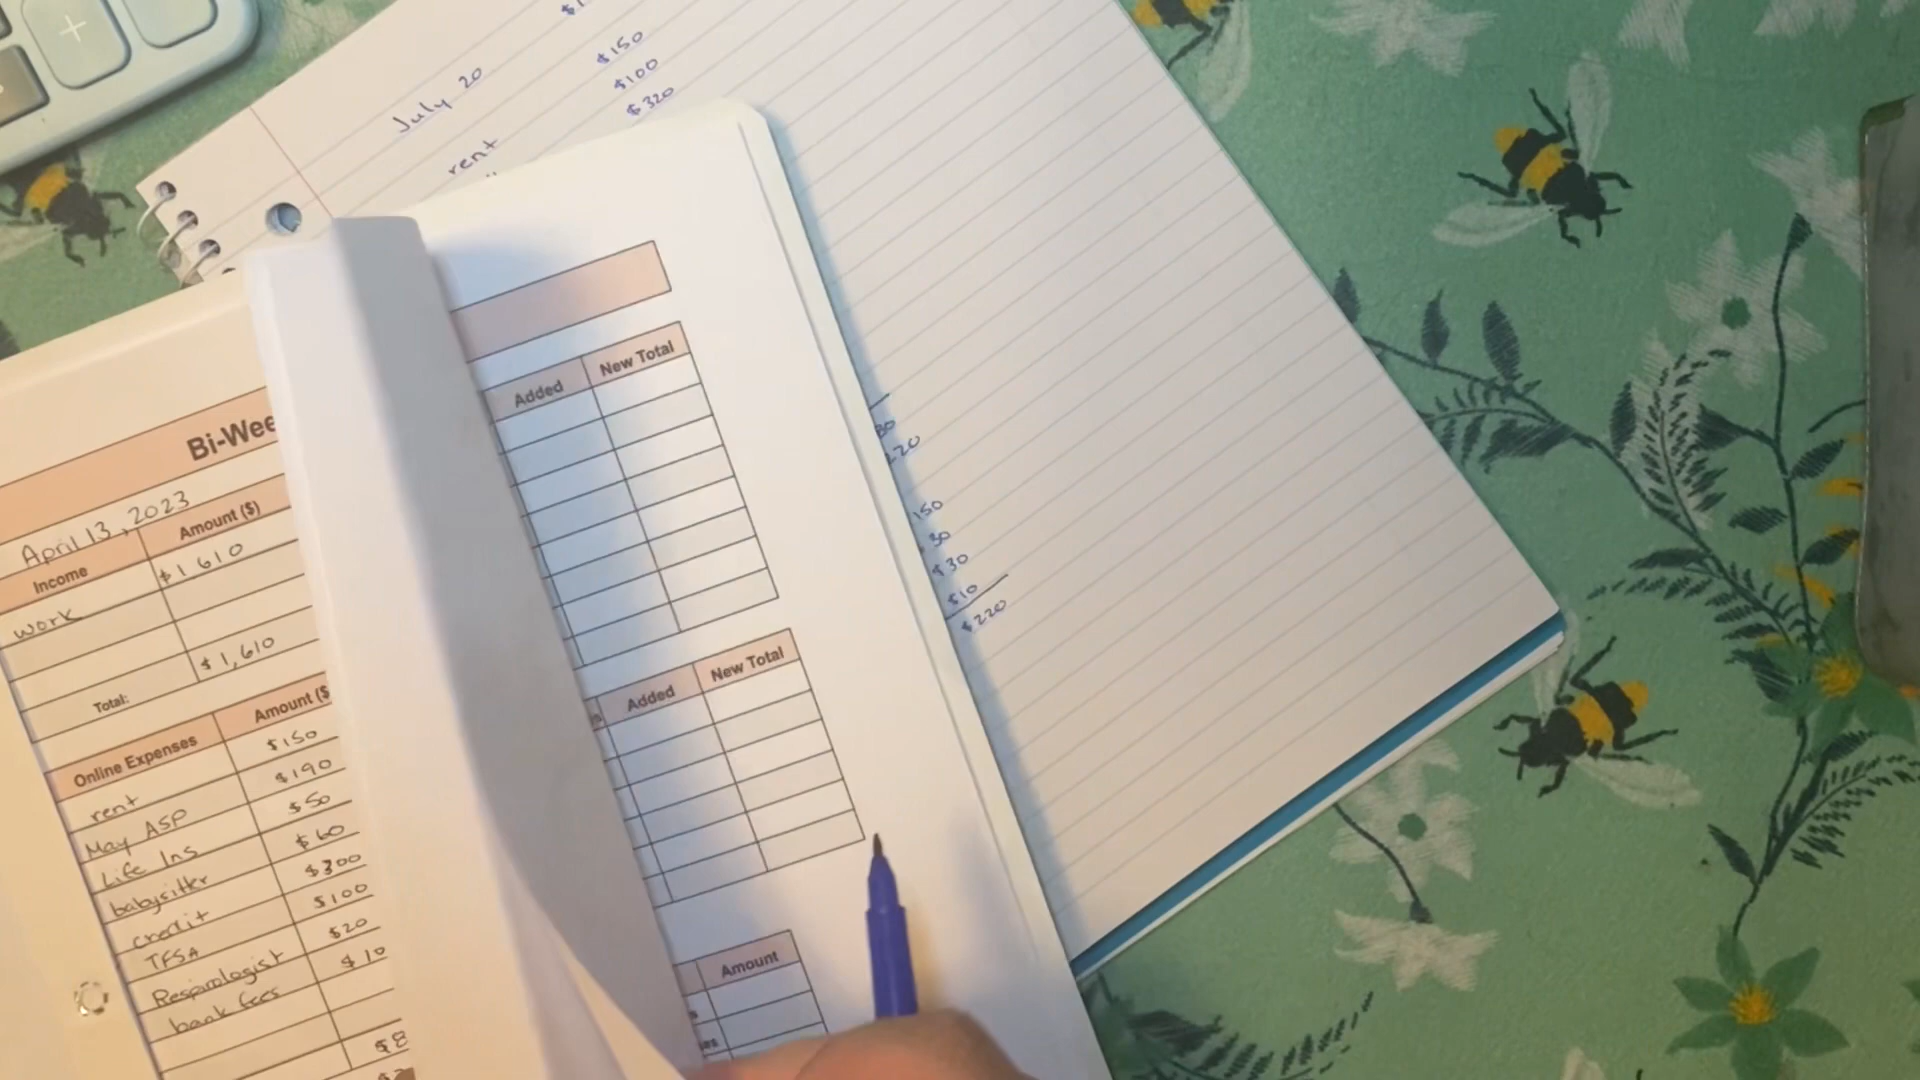 +
July 20
$150
$100
$320
rent
Bi-Wee
April 13, 2023
Income Amount ($)
work $1610
Total: $1,610
Online Expenses Amount ($
rent $150
May ASP $190
Life Ins $50
babysitter $60
credit $300
TFSA $100
Respirologist $20
bank fees $10
$8
Added New Total
Added New Total
Amount
220
150
30
$30
$10
$220